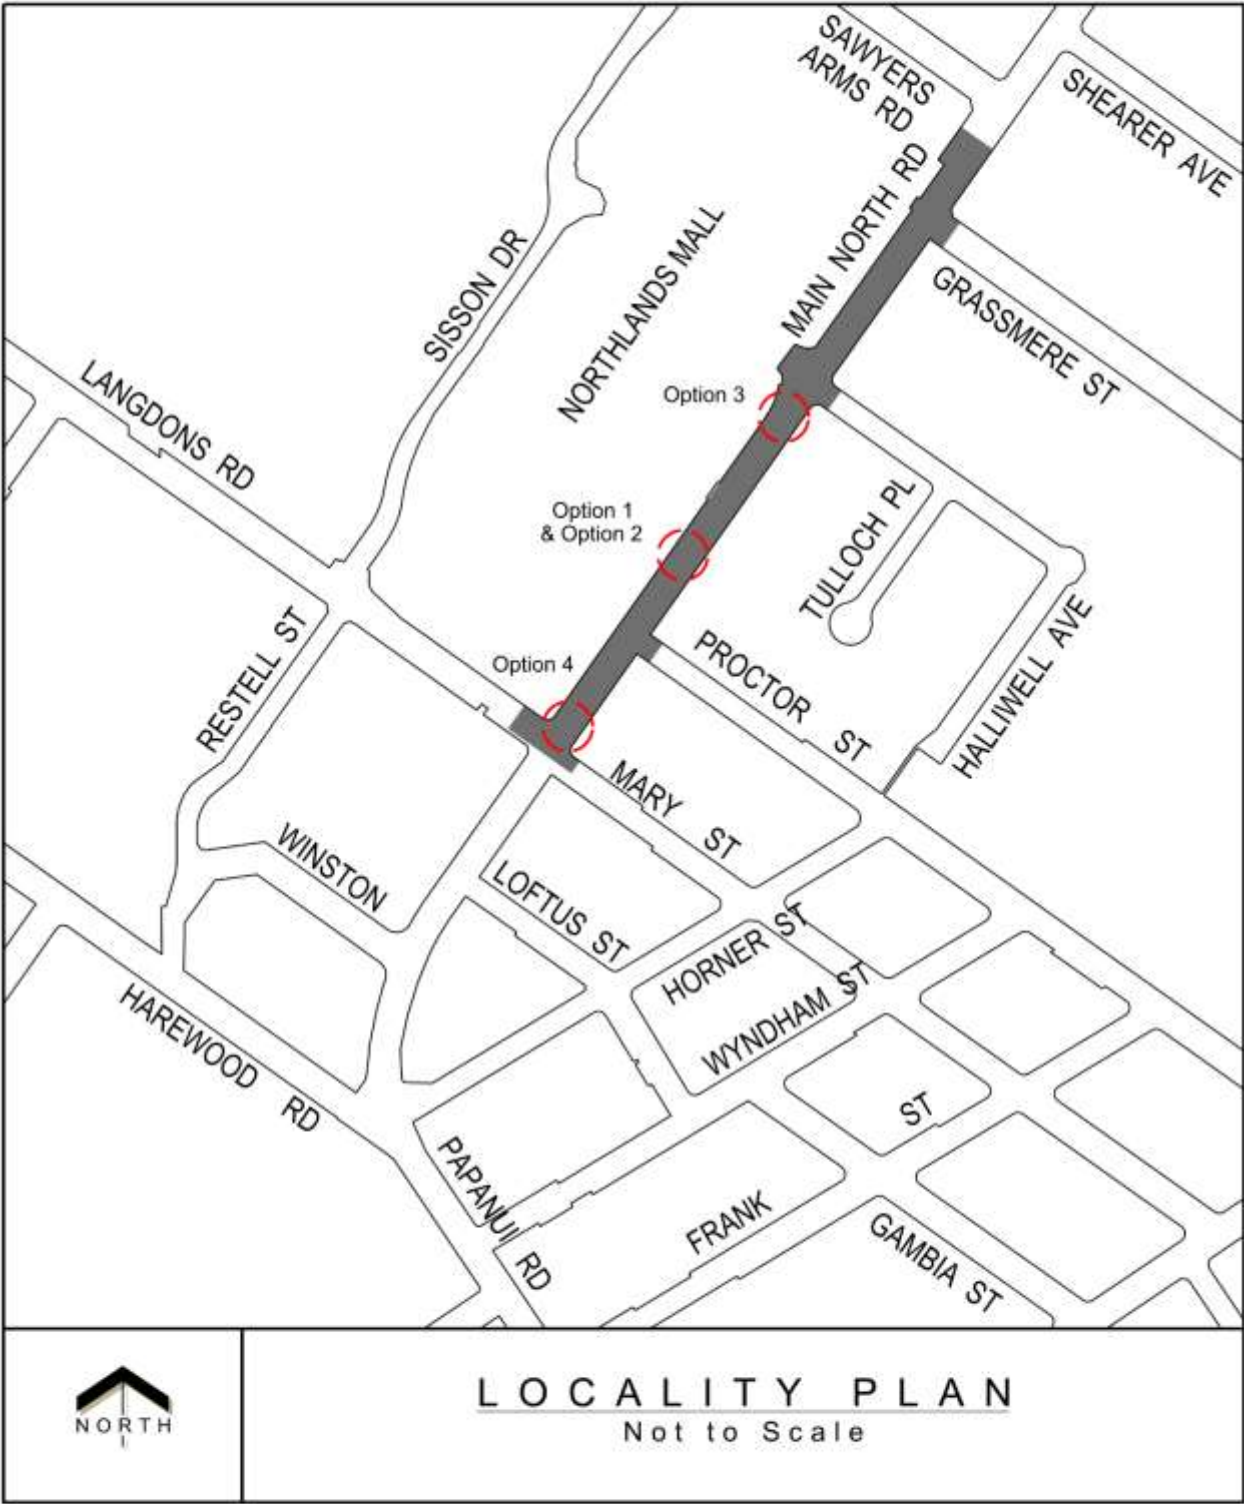 SAWYERS
ARMS RD
SHEARER AVE
MAIN NORTH RD
NORTHLANDS MALL
SISSON DR
GRASSMERE ST
LANGDONS RD
Option 3
Option 1
& Option 2
TULLOCH PL
HALLIWELL AVE
PROCTOR ST
Option 4
RESTELL ST
MARY ST
WINSTON
LOFTUS ST
HORNER ST
WYNDHAM ST
HAREWOOD RD
PAPANUI RD
FRANK ST
GAMBIA ST
NORTH
LOCALITY PLAN
Not to Scale